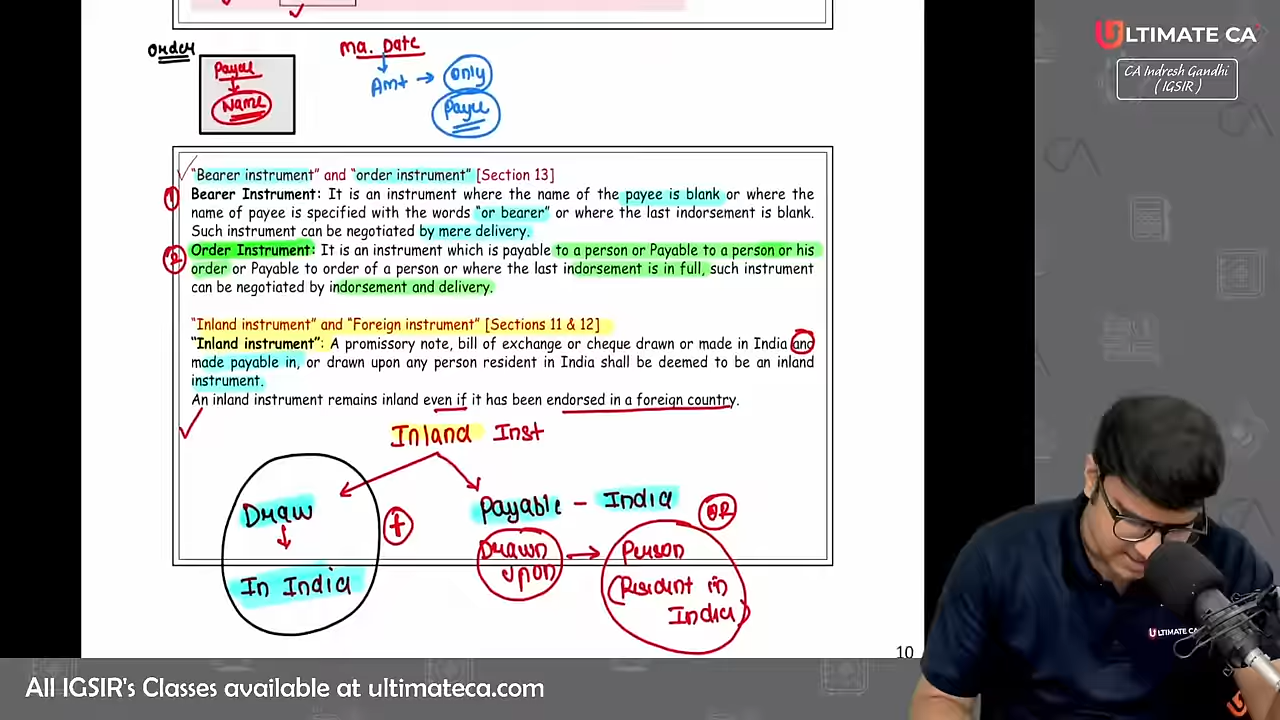 Order
Payee
Name
Ma. Date
Amt → only
Payee
ULTIMATE CA
CA Indresh Gandhi
( IGSIR )
"Bearer instrument" and "order instrument" [Section 13]
1
Bearer Instrument: It is an instrument where the name of the payee is blank or where the
name of payee is specified with the words "or bearer" or where the last indorsement is blank.
Such instrument can be negotiated by mere delivery.
2
Order Instrument: It is an instrument which is payable to a person or Payable to a person or his
order or Payable to order of a person or where the last indorsement is in full, such instrument
can be negotiated by indorsement and delivery.
"Inland instrument" and "Foreign instrument" [Sections 11 & 12]
"Inland instrument": A promissory note, bill of exchange or cheque drawn or made in India and
made payable in, or drawn upon any person resident in India shall be deemed to be an inland
instrument.
An inland instrument remains inland even if it has been endorsed in a foreign country.
Inland Inst
Draw
In India
+
Payable - India
OR
Drawn upon → Person
(Resident in India)
10
ULTIMATE CA
All IGSIR's Classes available at ultimateca.com